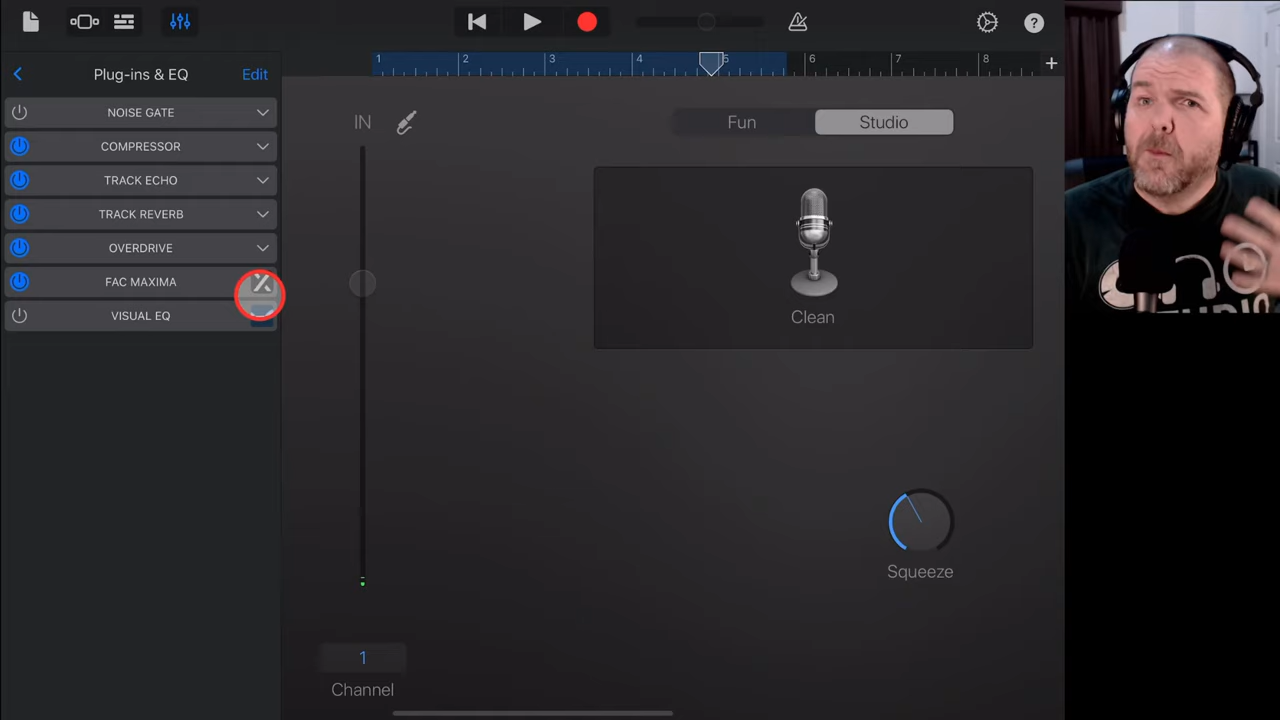 ?
1 2 3 4 5 6 7 8 +
Plug-ins & EQ Edit
NOISE GATE
COMPRESSOR
TRACK ECHO
TRACK REVERB
OVERDRIVE
FAC MAXIMA
VISUAL EQ
IN
Fun Studio
Clean
Squeeze
1
Channel